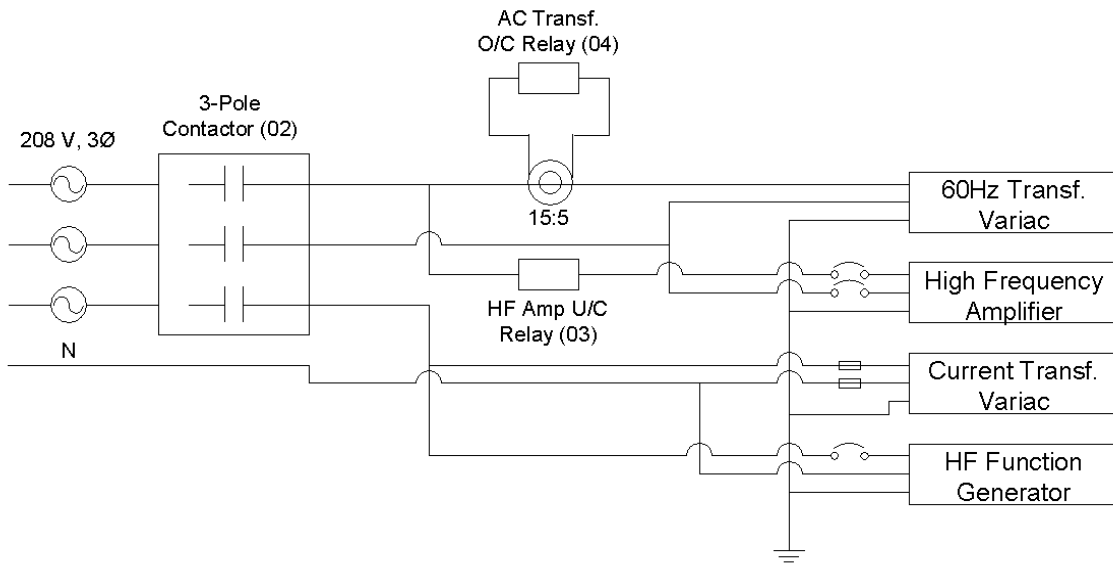 AC Transf.
O/C Relay (04)
3-Pole
Contactor (02)
208 V, 3Ø
15:5
60Hz Transf.
Variac
High Frequency
Amplifier
HF Amp U/C
Relay (03)
N
Current Transf.
Variac
HF Function
Generator